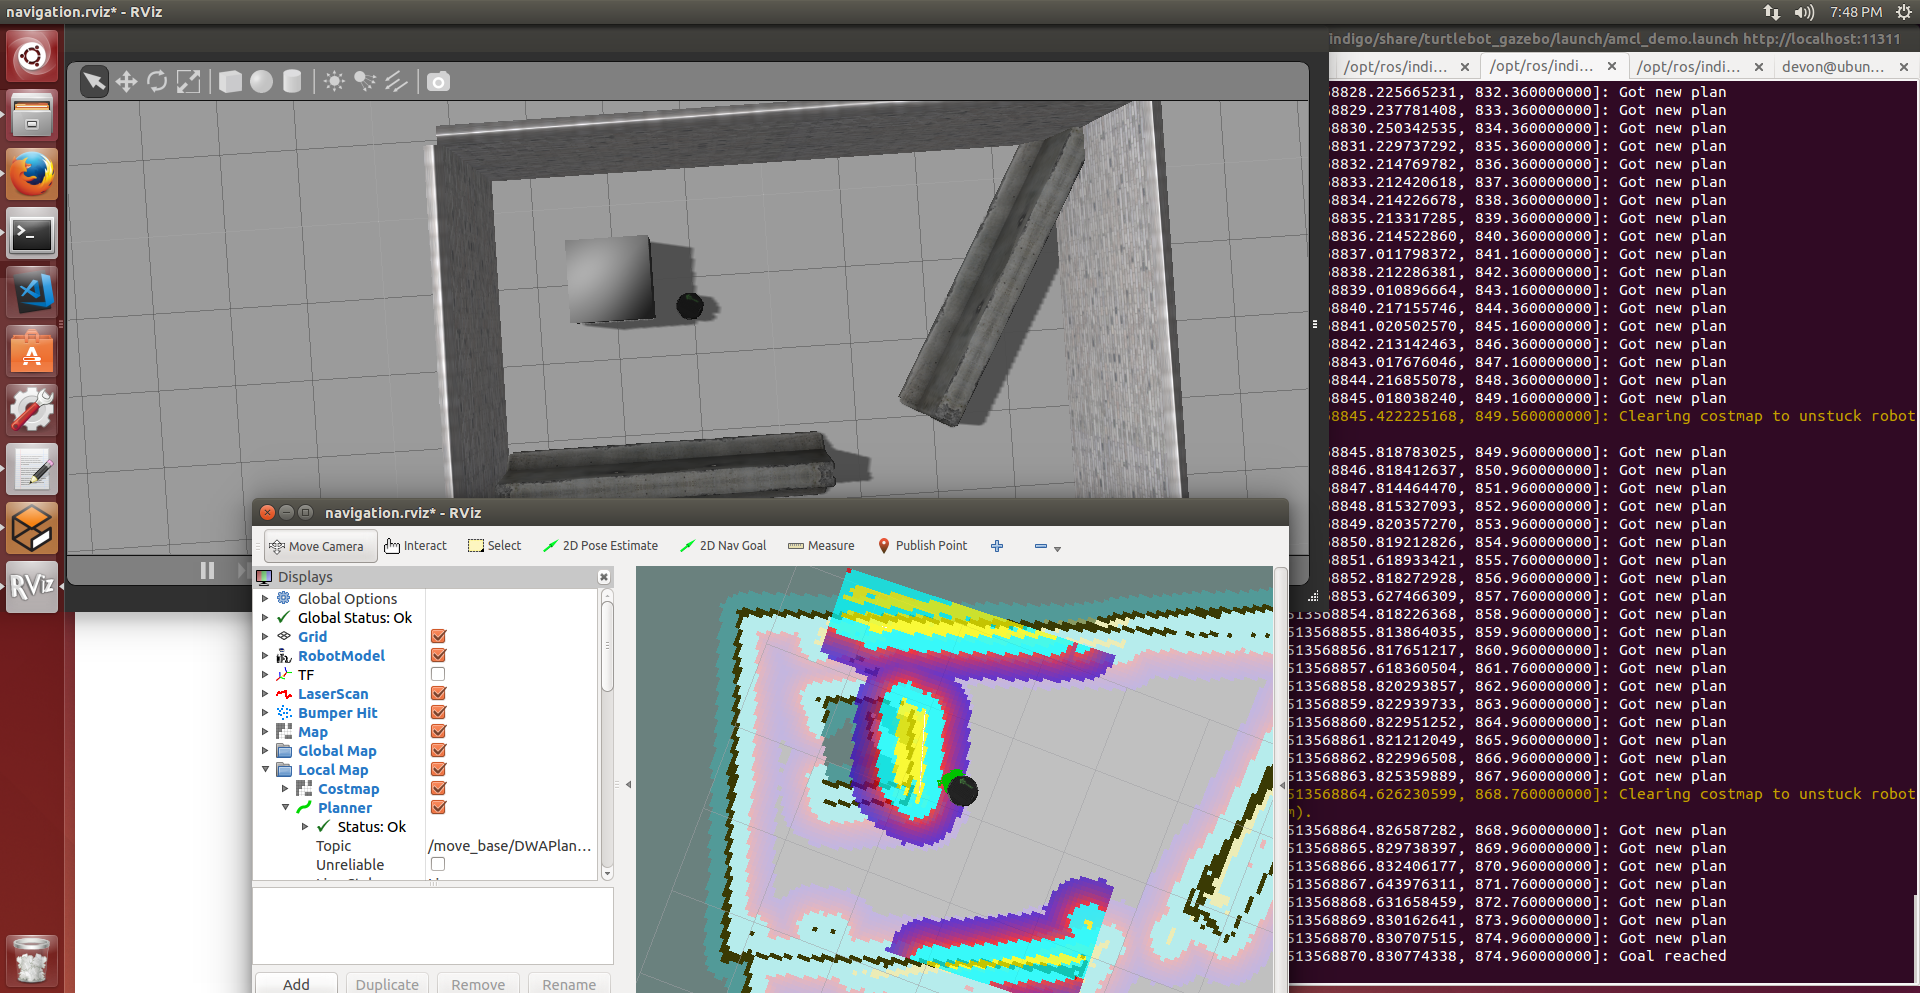 navigation.rviz* - RViz
7:48 PM
indigo/share/turtlebot_gazebo/launch/amcl_demo.launch http://localhost:11311
/opt/ros/indi... × /opt/ros/indi... × /opt/ros/indi... × devon@ubun... ×
8828.225665231, 832.360000000]: Got new plan
8829.237781408, 833.360000000]: Got new plan
8830.250342535, 834.360000000]: Got new plan
8831.229737292, 835.360000000]: Got new plan
8832.214769782, 836.360000000]: Got new plan
8833.212420618, 837.360000000]: Got new plan
8834.214226678, 838.360000000]: Got new plan
8835.213317285, 839.360000000]: Got new plan
8836.214522860, 840.360000000]: Got new plan
8837.011798372, 841.160000000]: Got new plan
8838.212286381, 842.360000000]: Got new plan
8839.010896664, 843.160000000]: Got new plan
8840.217155746, 844.360000000]: Got new plan
8841.020502570, 845.160000000]: Got new plan
8842.213142463, 846.360000000]: Got new plan
8843.017676046, 847.160000000]: Got new plan
8844.216855078, 848.360000000]: Got new plan
8845.018038240, 849.160000000]: Got new plan
8845.422225168, 849.560000000]: Clearing costmap to unstuck robot
8845.818783025, 849.960000000]: Got new plan
8846.818412637, 850.960000000]: Got new plan
8847.814464470, 851.960000000]: Got new plan
8848.815327093, 852.960000000]: Got new plan
8849.820357270, 853.960000000]: Got new plan
8850.819212886, 854.960000000]: Got new plan
8851.618933421, 855.760000000]: Got new plan
8852.818272928, 856.960000000]: Got new plan
8853.627466309, 857.760000000]: Got new plan
513568854.818226368, 858.960000000]: Got new plan
513568855.813864035, 859.960000000]: Got new plan
513568856.817651217, 860.960000000]: Got new plan
513568857.618360504, 861.760000000]: Got new plan
513568858.820293857, 862.960000000]: Got new plan
513568859.822939733, 863.960000000]: Got new plan
513568860.822951252, 864.960000000]: Got new plan
513568861.821212049, 865.960000000]: Got new plan
513568862.822996508, 866.960000000]: Got new plan
513568863.825359889, 867.960000000]: Got new plan
513568864.626230599, 868.760000000]: Clearing costmap to unstuck robot
).
513568864.826587282, 868.960000000]: Got new plan
513568865.829738397, 869.960000000]: Got new plan
513568866.832406177, 870.960000000]: Got new plan
513568867.643976311, 871.760000000]: Got new plan
513568868.631658459, 872.760000000]: Got new plan
513568869.830162641, 873.960000000]: Got new plan
513568870.830707515, 874.960000000]: Got new plan
513568870.830774338, 874.960000000]: Goal reached
RViz
navigation.rviz* - RViz
Move Camera Interact Select 2D Pose Estimate 2D Nav Goal Measure Publish Point
Displays
Global Options
Global Status: Ok
Grid
RobotModel
TF
LaserScan
Bumper Hit
Map
Global Map
Local Map
Costmap
Planner
Status: Ok
Topic /move_base/DWAPlan...
Unreliable
Add Duplicate Remove Rename